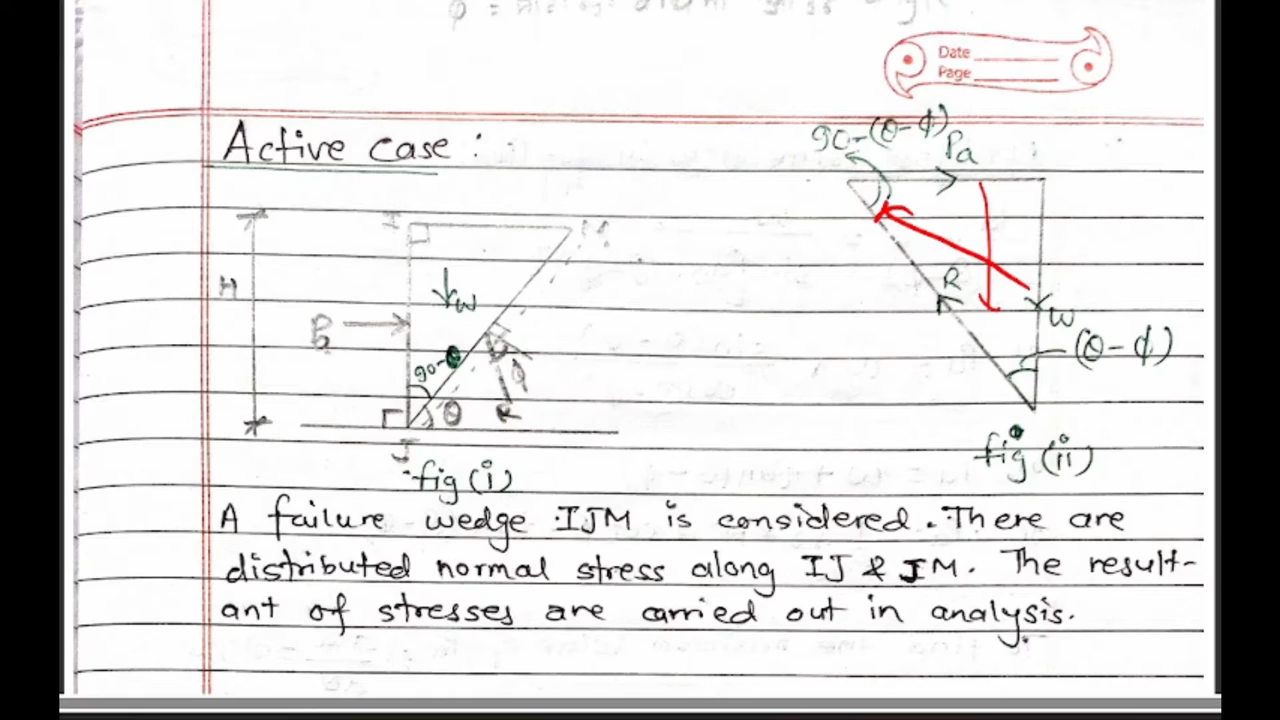 Date
Page
Active case :
90-(θ-ϕ)
Pa
I
M
H
W
R
Pa
W
90-θ
(θ-ϕ)
ϕ
θ
R
J
fig (ii)
fig (i)
A failure wedge IJM is considered. There are
distributed normal stress along IJ & JM. The result-
ant of stresses are carried out in analysis.